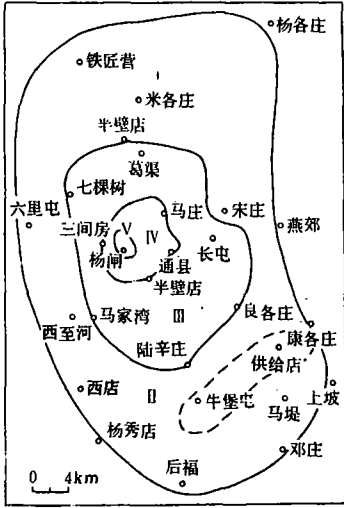 杨各庄
铁匠营
I
米各庄
半壁店
葛渠
七棵树
六里屯
马庄
宋庄
三间房
V
IV
燕郊
杨闸
通县
长屯
半壁店
马家湾
III
良各庄
西至河
陆辛庄
康各庄
供给店
西店
II
牛堡屯
马堤
上坡
杨秀店
后福
邓庄
0 4km